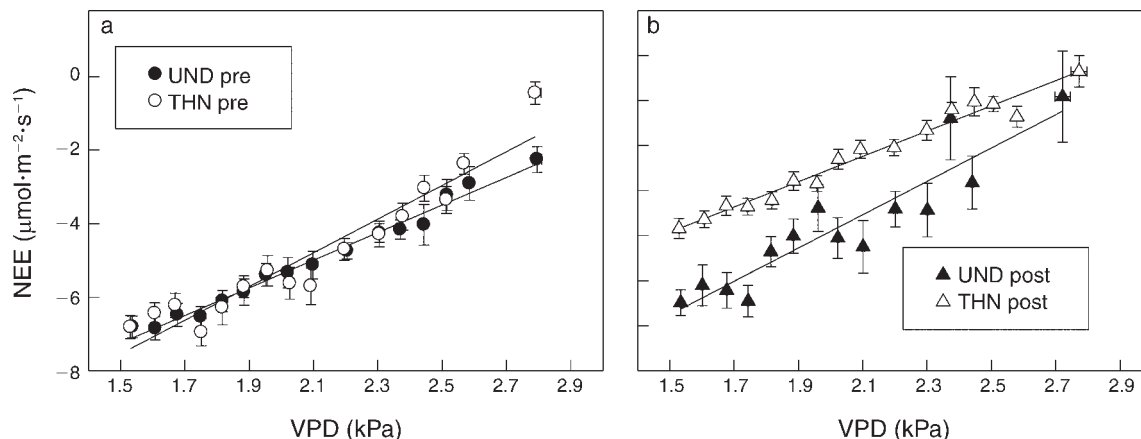 a
UND pre
THN pre
NEE (μmol·m⁻²·s⁻¹)
0
−2
−4
−6
−8
1.5 1.7 1.9 2.1 2.3 2.5 2.7 2.9
VPD (kPa)
b
UND post
THN post
1.5 1.7 1.9 2.1 2.3 2.5 2.7 2.9
VPD (kPa)